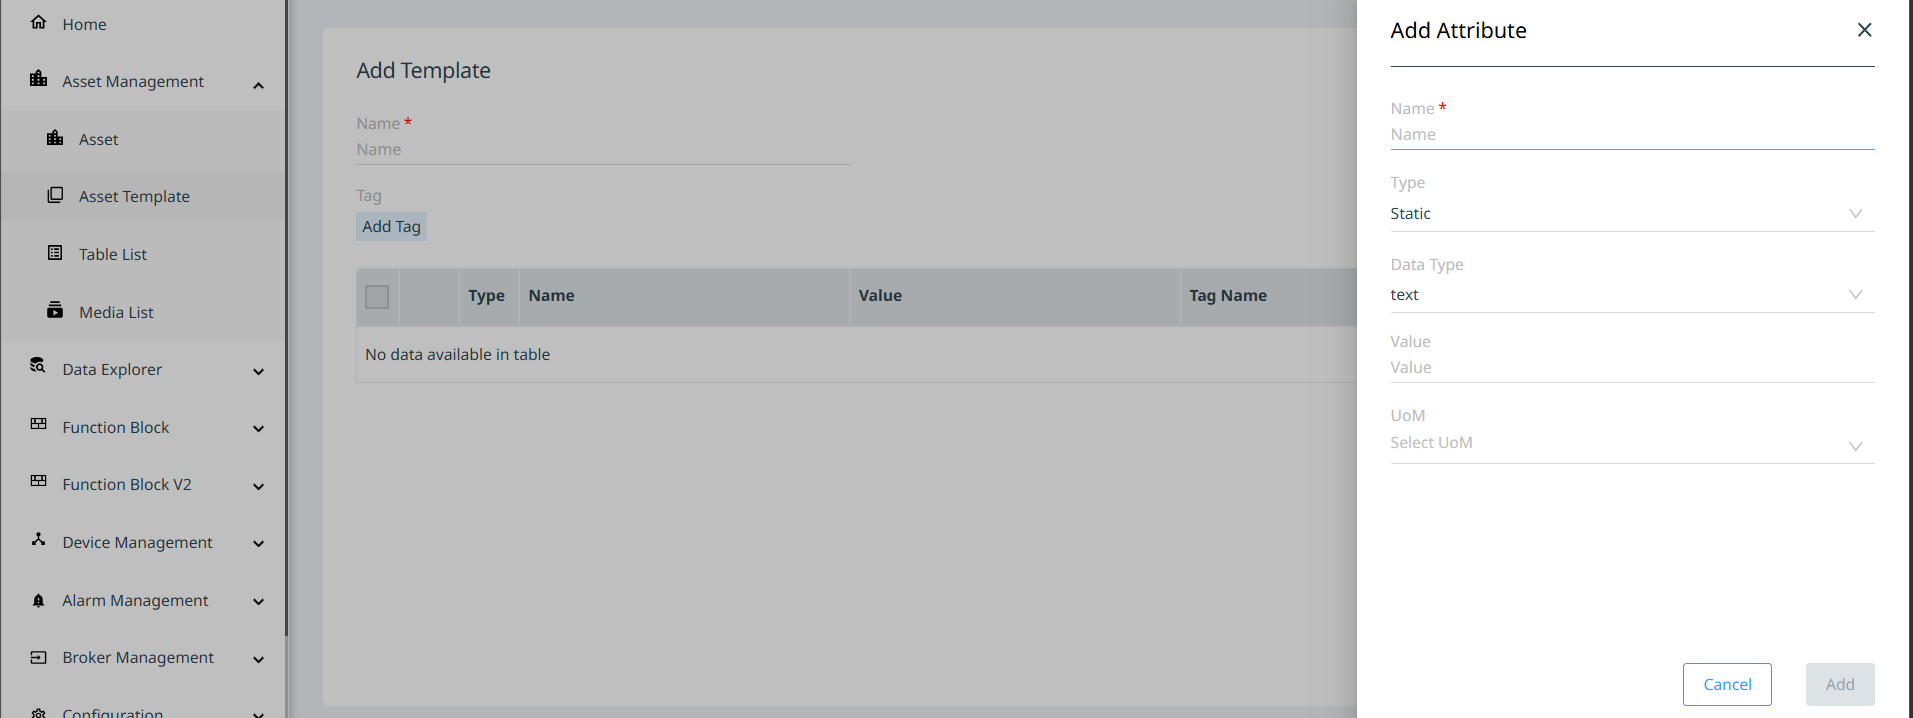 Home
Asset Management
Asset
Asset Template
Table List
Media List
Data Explorer
Function Block
Function Block V2
Device Management
Alarm Management
Broker Management
Configuration
Add Template
Name *
Name
Tag
Add Tag
Type Name Value Tag Name
No data available in table
Add Attribute
Name *
Name
Type
Static
Data Type
text
Value
Value
UoM
Select UoM
Cancel Add